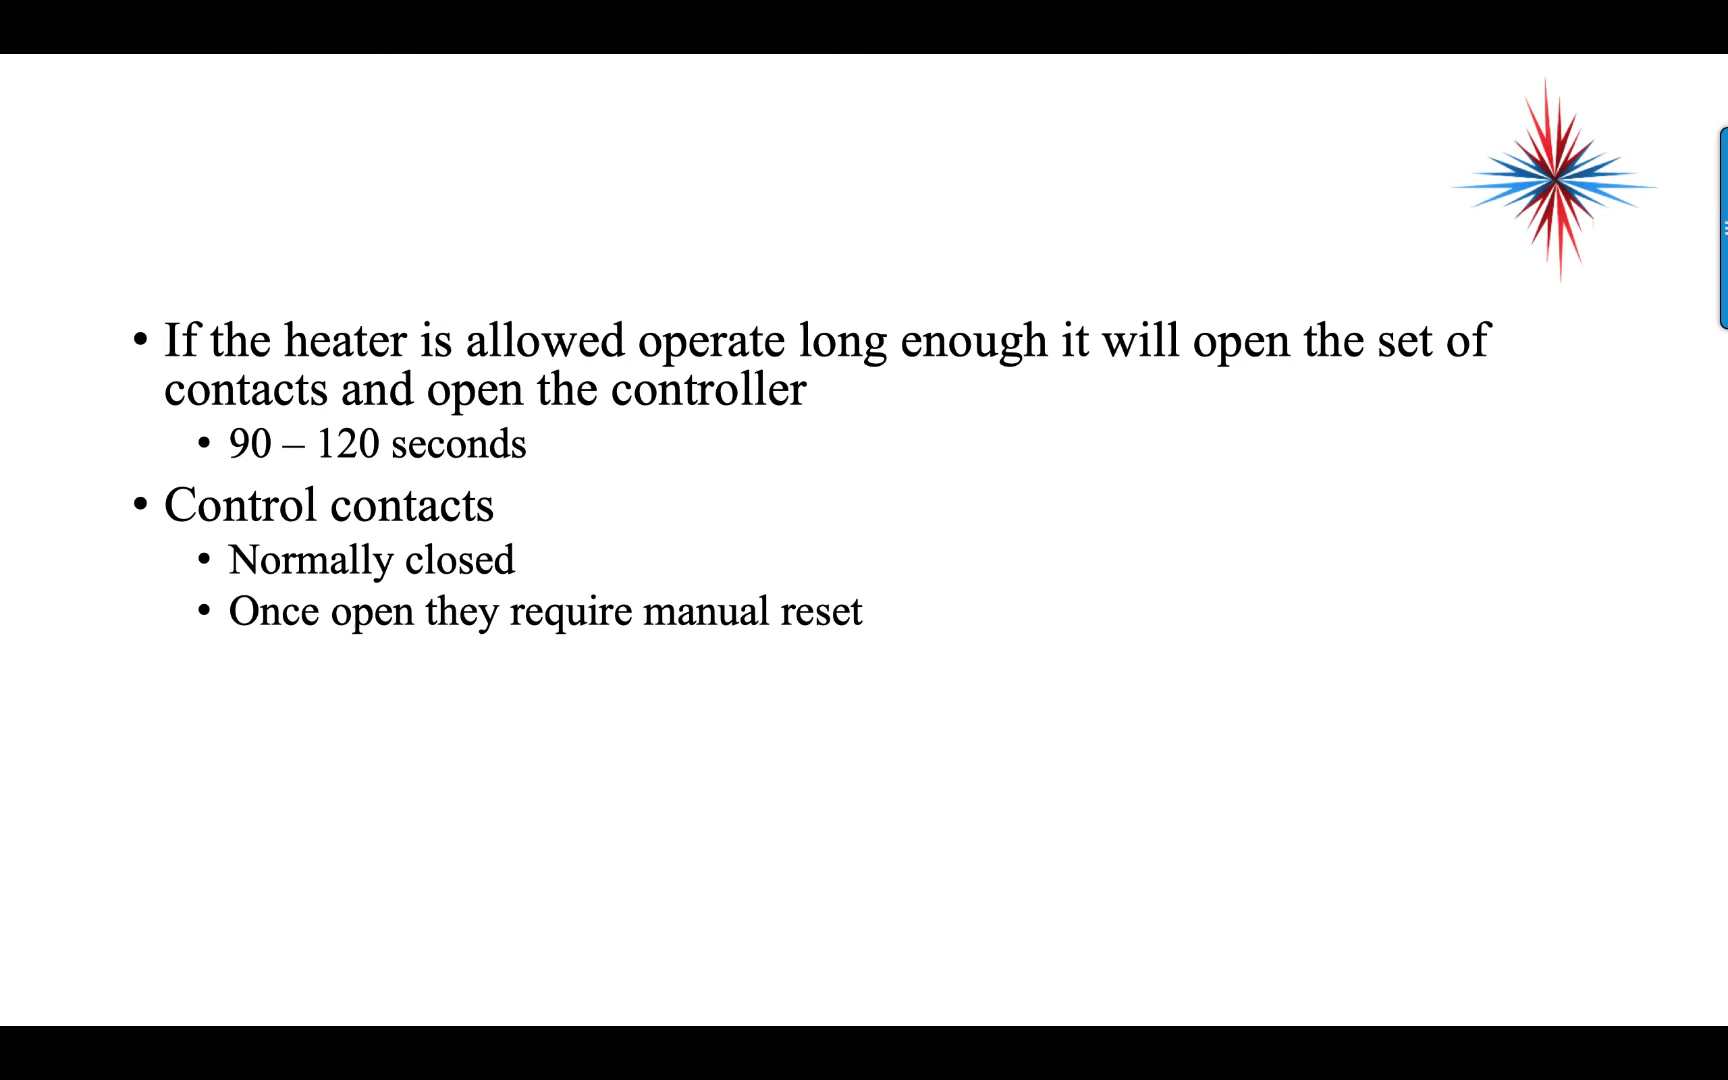 • If the heater is allowed operate long enough it will open the set of
contacts and open the controller
• 90 – 120 seconds
• Control contacts
• Normally closed
• Once open they require manual reset